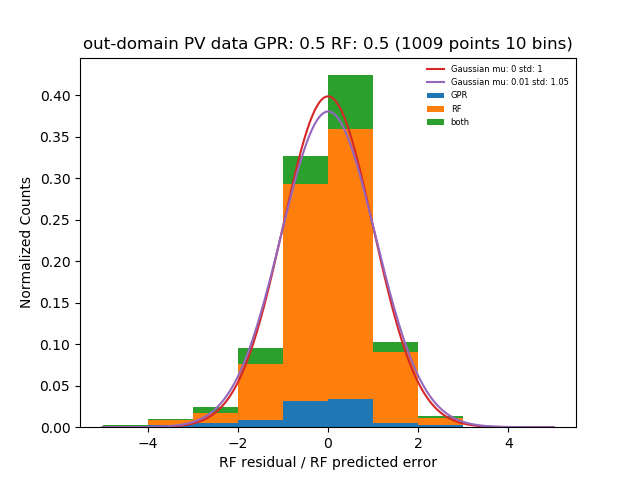 out-domain PV data GPR: 0.5 RF: 0.5 (1009 points 10 bins)
Gaussian mu: 0 std: 1
Gaussian mu: 0.01 std: 1.05
GPR
RF
both
Normalized Counts
0.40
0.35
0.30
0.25
0.20
0.15
0.10
0.05
0.00
−4
−2
0
2
4
RF residual / RF predicted error